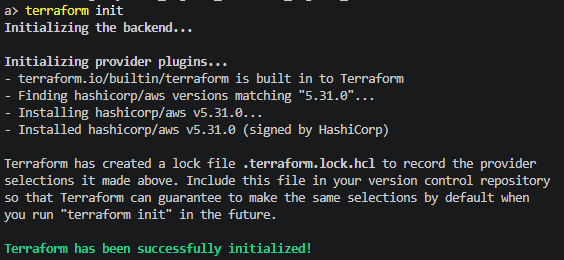 a> terraform init
Initializing the backend...
Initializing provider plugins...
- terraform.io/builtin/terraform is built in to Terraform
- Finding hashicorp/aws versions matching "5.31.0"...
- Installing hashicorp/aws v5.31.0...
- Installed hashicorp/aws v5.31.0 (signed by HashiCorp)
Terraform has created a lock file .terraform.lock.hcl to record the provider
selections it made above. Include this file in your version control repository
so that Terraform can guarantee to make the same selections by default when
you run "terraform init" in the future.
Terraform has been successfully initialized!